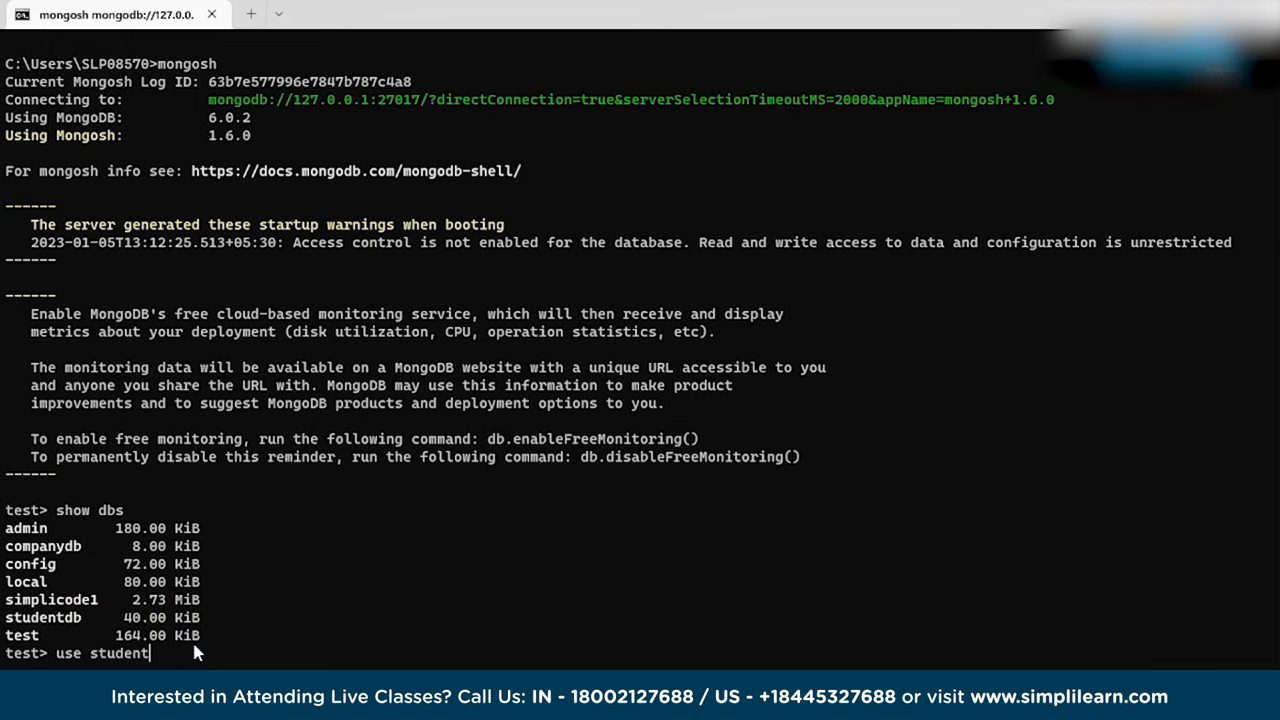 mongosh mongodb://127.0.
C:\Users\SLP08570>mongosh
Current Mongosh Log ID: 63b7e577996e7847b787c4a8
Connecting to: mongodb://127.0.0.1:27017/?directConnection=true&serverSelectionTimeoutMS=2000&appName=mongosh+1.6.0
Using MongoDB: 6.0.2
Using Mongosh: 1.6.0
For mongosh info see: https://docs.mongodb.com/mongodb-shell/
------
The server generated these startup warnings when booting
2023-01-05T13:12:25.513+05:30: Access control is not enabled for the database. Read and write access to data and configuration is unrestricted
------
------
Enable MongoDB's free cloud-based monitoring service, which will then receive and display
metrics about your deployment (disk utilization, CPU, operation statistics, etc).
The monitoring data will be available on a MongoDB website with a unique URL accessible to you
and anyone you share the URL with. MongoDB may use this information to make product
improvements and to suggest MongoDB products and deployment options to you.
To enable free monitoring, run the following command: db.enableFreeMonitoring()
To permanently disable this reminder, run the following command: db.disableFreeMonitoring()
------
test> show dbs
admin 180.00 KiB
companydb 8.00 KiB
config 72.00 KiB
local 80.00 KiB
simplicode1 2.73 MiB
studentdb 40.00 KiB
test 164.00 KiB
test> use student
Interested in Attending Live Classes? Call Us: IN - 18002127688 / US - +18445327688 or visit www.simplilearn.com